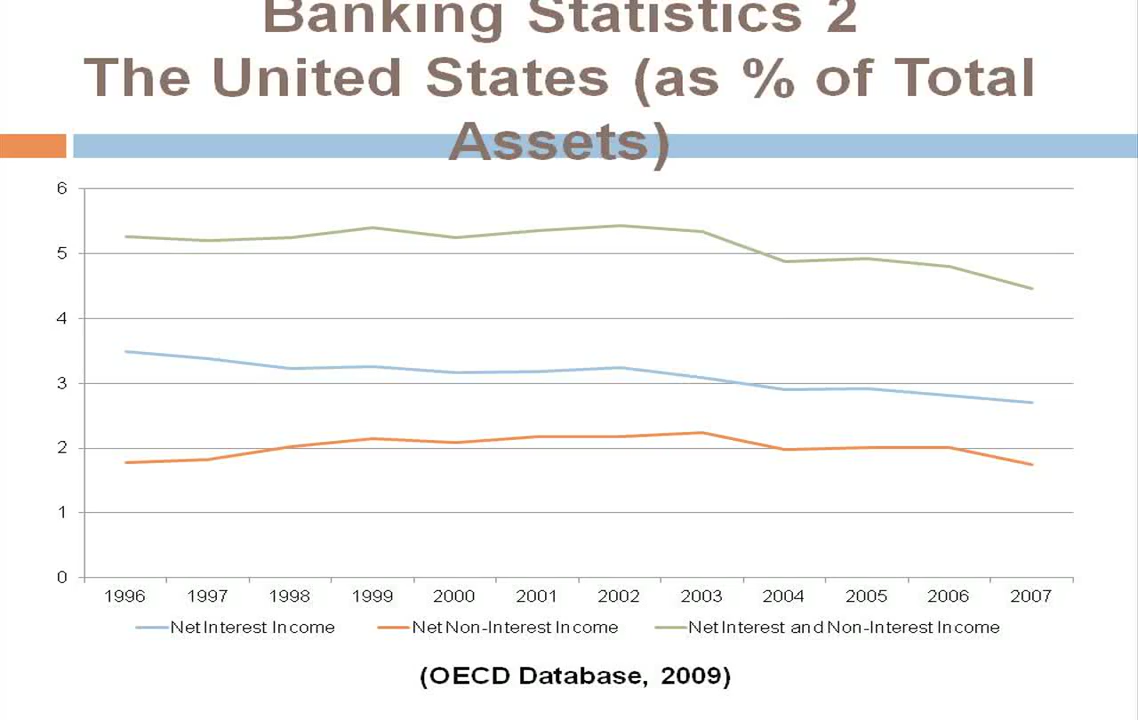 Banking Statistics 2
The United States (as % of Total
Assets)
6
5
4
3
2
1
0
1996 1997 1998 1999 2000 2001 2002 2003 2004 2005 2006 2007
Net Interest Income Net Non-Interest Income Net Interest and Non-Interest Income
(OECD Database, 2009)